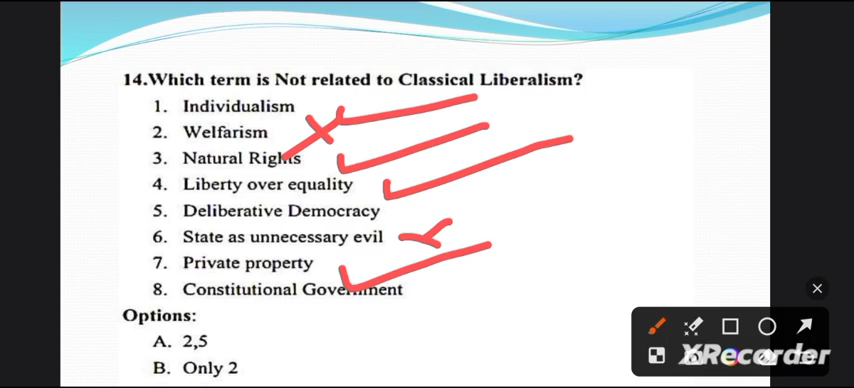 14.Which term is Not related to Classical Liberalism?
1. Individualism
2. Welfarism
3. Natural Rights
4. Liberty over equality
5. Deliberative Democracy
6. State as unnecessary evil
7. Private property
8. Constitutional Government
Options:
A. 2,5
B. Only 2
XRecorder